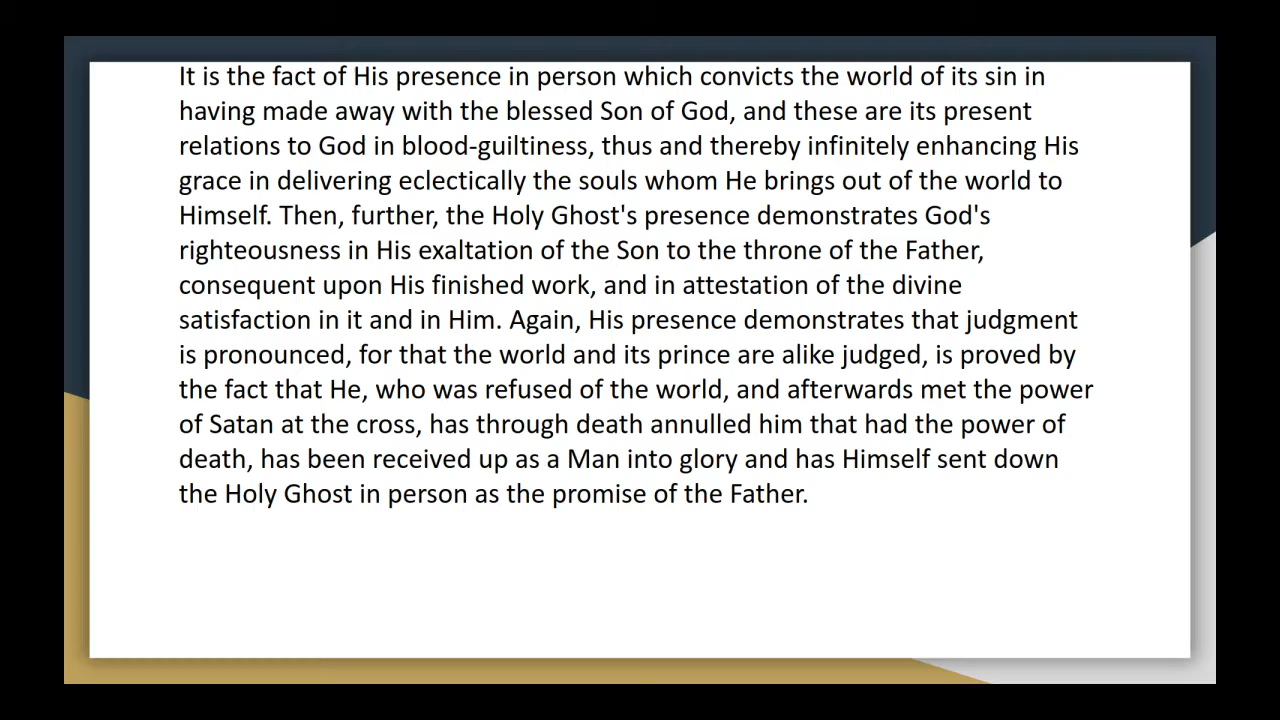 It is the fact of His presence in person which convicts the world of its sin in
having made away with the blessed Son of God, and these are its present
relations to God in blood-guiltiness, thus and thereby infinitely enhancing His
grace in delivering eclectically the souls whom He brings out of the world to
Himself. Then, further, the Holy Ghost's presence demonstrates God's
righteousness in His exaltation of the Son to the throne of the Father,
consequent upon His finished work, and in attestation of the divine
satisfaction in it and in Him. Again, His presence demonstrates that judgment
is pronounced, for that the world and its prince are alike judged, is proved by
the fact that He, who was refused of the world, and afterwards met the power
of Satan at the cross, has through death annulled him that had the power of
death, has been received up as a Man into glory and has Himself sent down
the Holy Ghost in person as the promise of the Father.